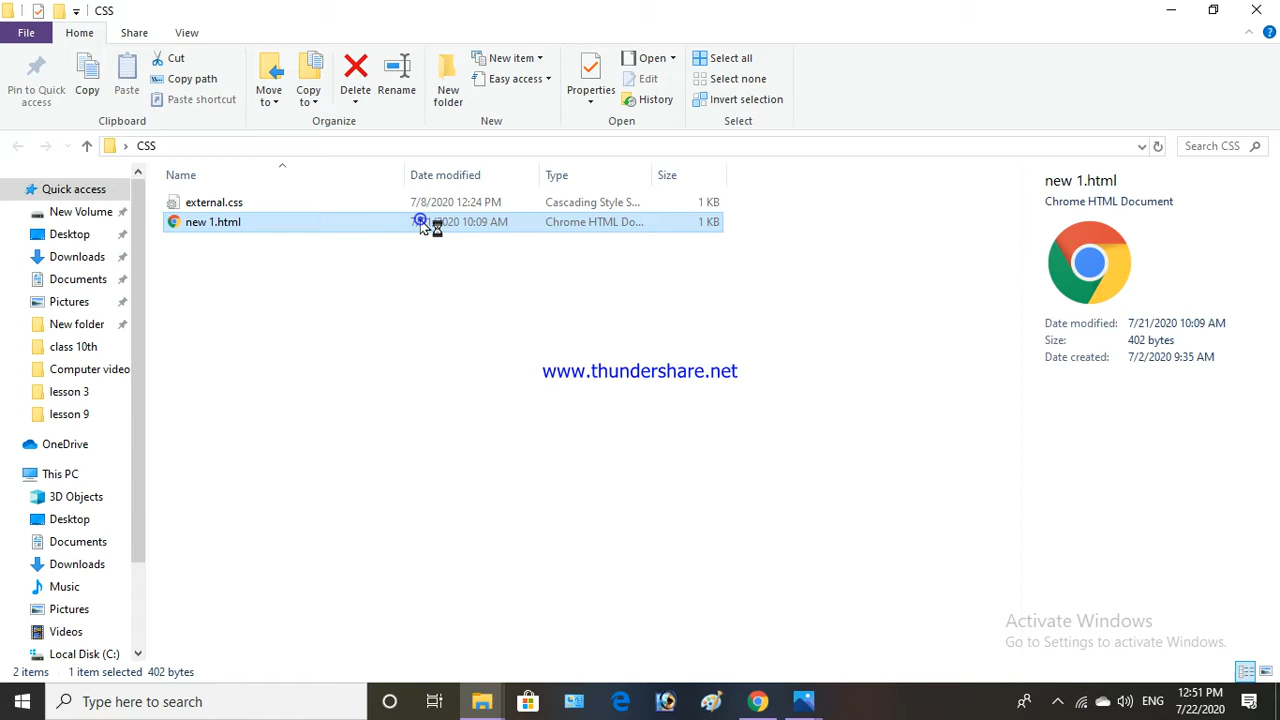 CSS
File
Home
Share
View
Pin to Quick access
Copy
Paste
Cut
Copy path
Paste shortcut
Clipboard
Move to
Copy to
Delete
Rename
Organize
New folder
New item
Easy access
New
Properties
Open
Edit
History
Open
Select all
Select none
Invert selection
Select
CSS
Search CSS
Name
Date modified
Type
Size
external.css
7/8/2020 12:24 PM
Cascading Style S...
1 KB
new 1.html
2020 10:09 AM
Chrome HTML Do...
1 KB
Quick access
New Volume
Desktop
Downloads
Documents
Pictures
New folder
class 10th
Computer video
lesson 3
lesson 9
OneDrive
This PC
3D Objects
Desktop
Documents
Downloads
Music
Pictures
Videos
Local Disk (C:)
new 1.html
Chrome HTML Document
Date modified: 7/21/2020 10:09 AM
Size: 402 bytes
Date created: 7/2/2020 9:35 AM
www.thundershare.net
Activate Windows
Go to Settings to activate Windows.
2 items
1 item selected 402 bytes
Type here to search
ENG
12:51 PM
7/22/2020